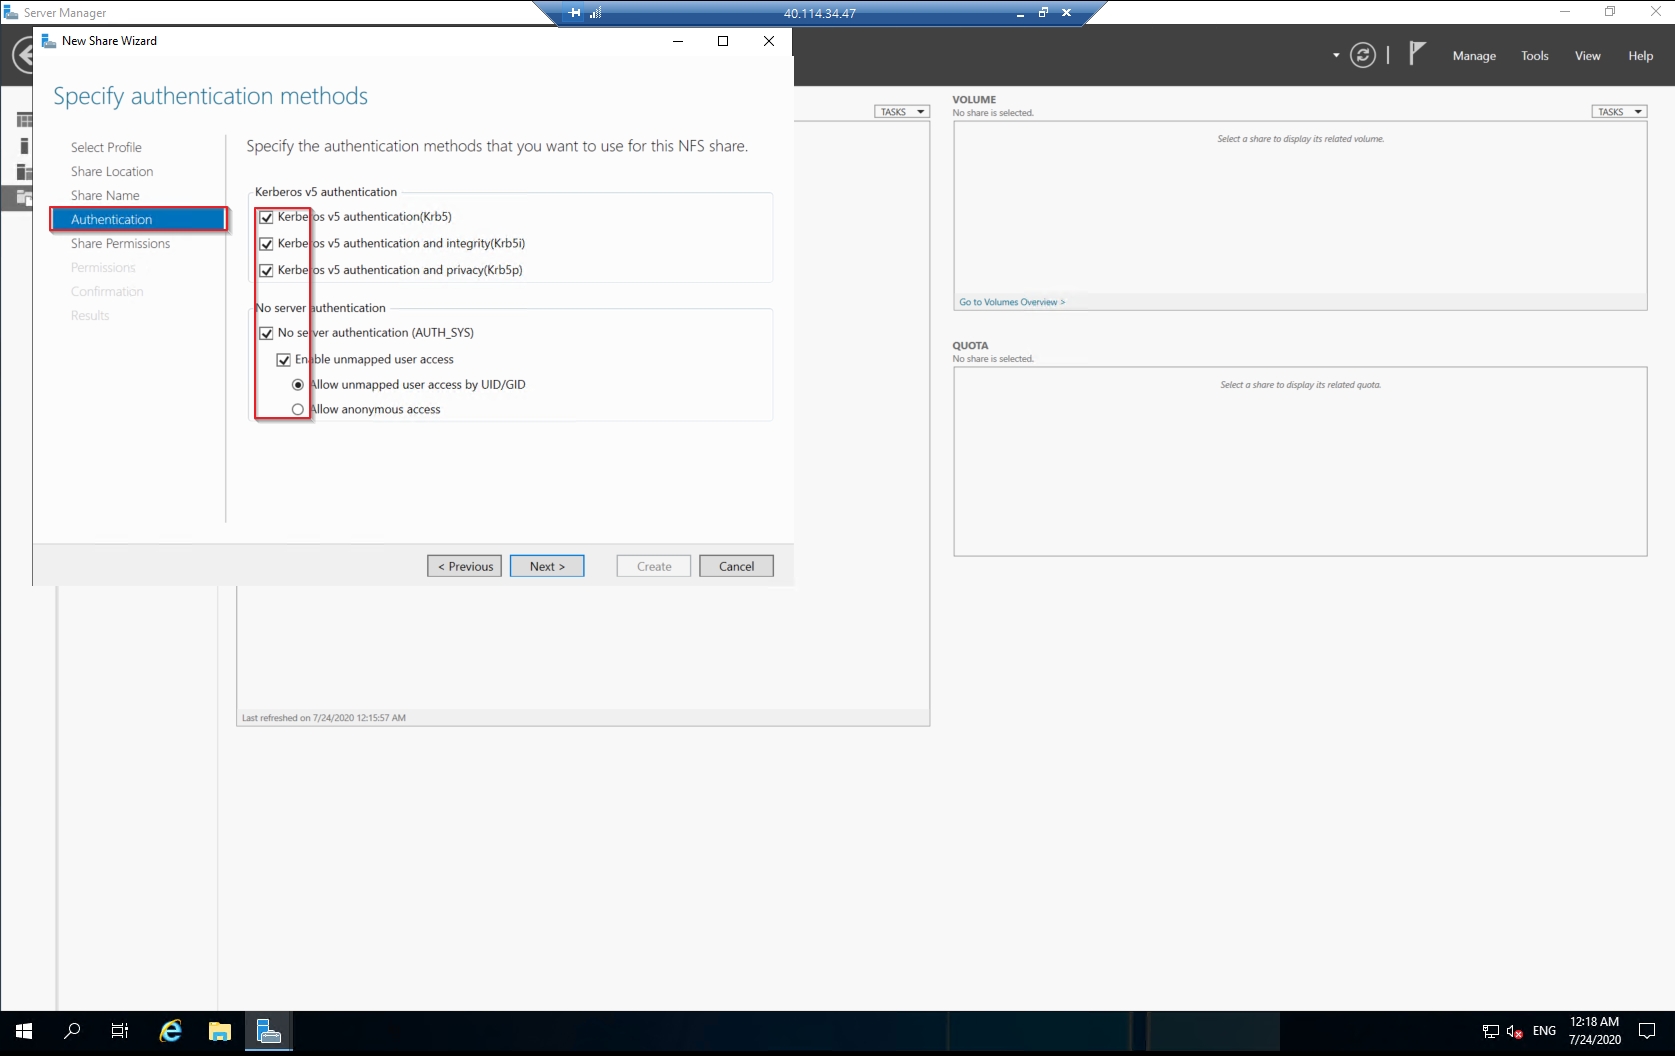 Server Manager
40.114.34.47
New Share Wizard
Manage
Tools
View
Help
Specify authentication methods
Select Profile
Share Location
Share Name
Authentication
Share Permissions
Permissions
Confirmation
Results
Specify the authentication methods that you want to use for this NFS share.
Kerberos v5 authentication
Kerberos v5 authentication(Krb5)
Kerberos v5 authentication and integrity(Krb5i)
Kerberos v5 authentication and privacy(Krb5p)
No server authentication
No server authentication (AUTH_SYS)
Enable unmapped user access
Allow unmapped user access by UID/GID
Allow anonymous access
< Previous
Next >
Create
Cancel
TASKS
Last refreshed on 7/24/2020 12:15:57 AM
VOLUME
No share is selected.
TASKS
Select a share to display its related volume.
Go to Volumes Overview >
QUOTA
No share is selected.
Select a share to display its related quota.
ENG
12:18 AM
7/24/2020